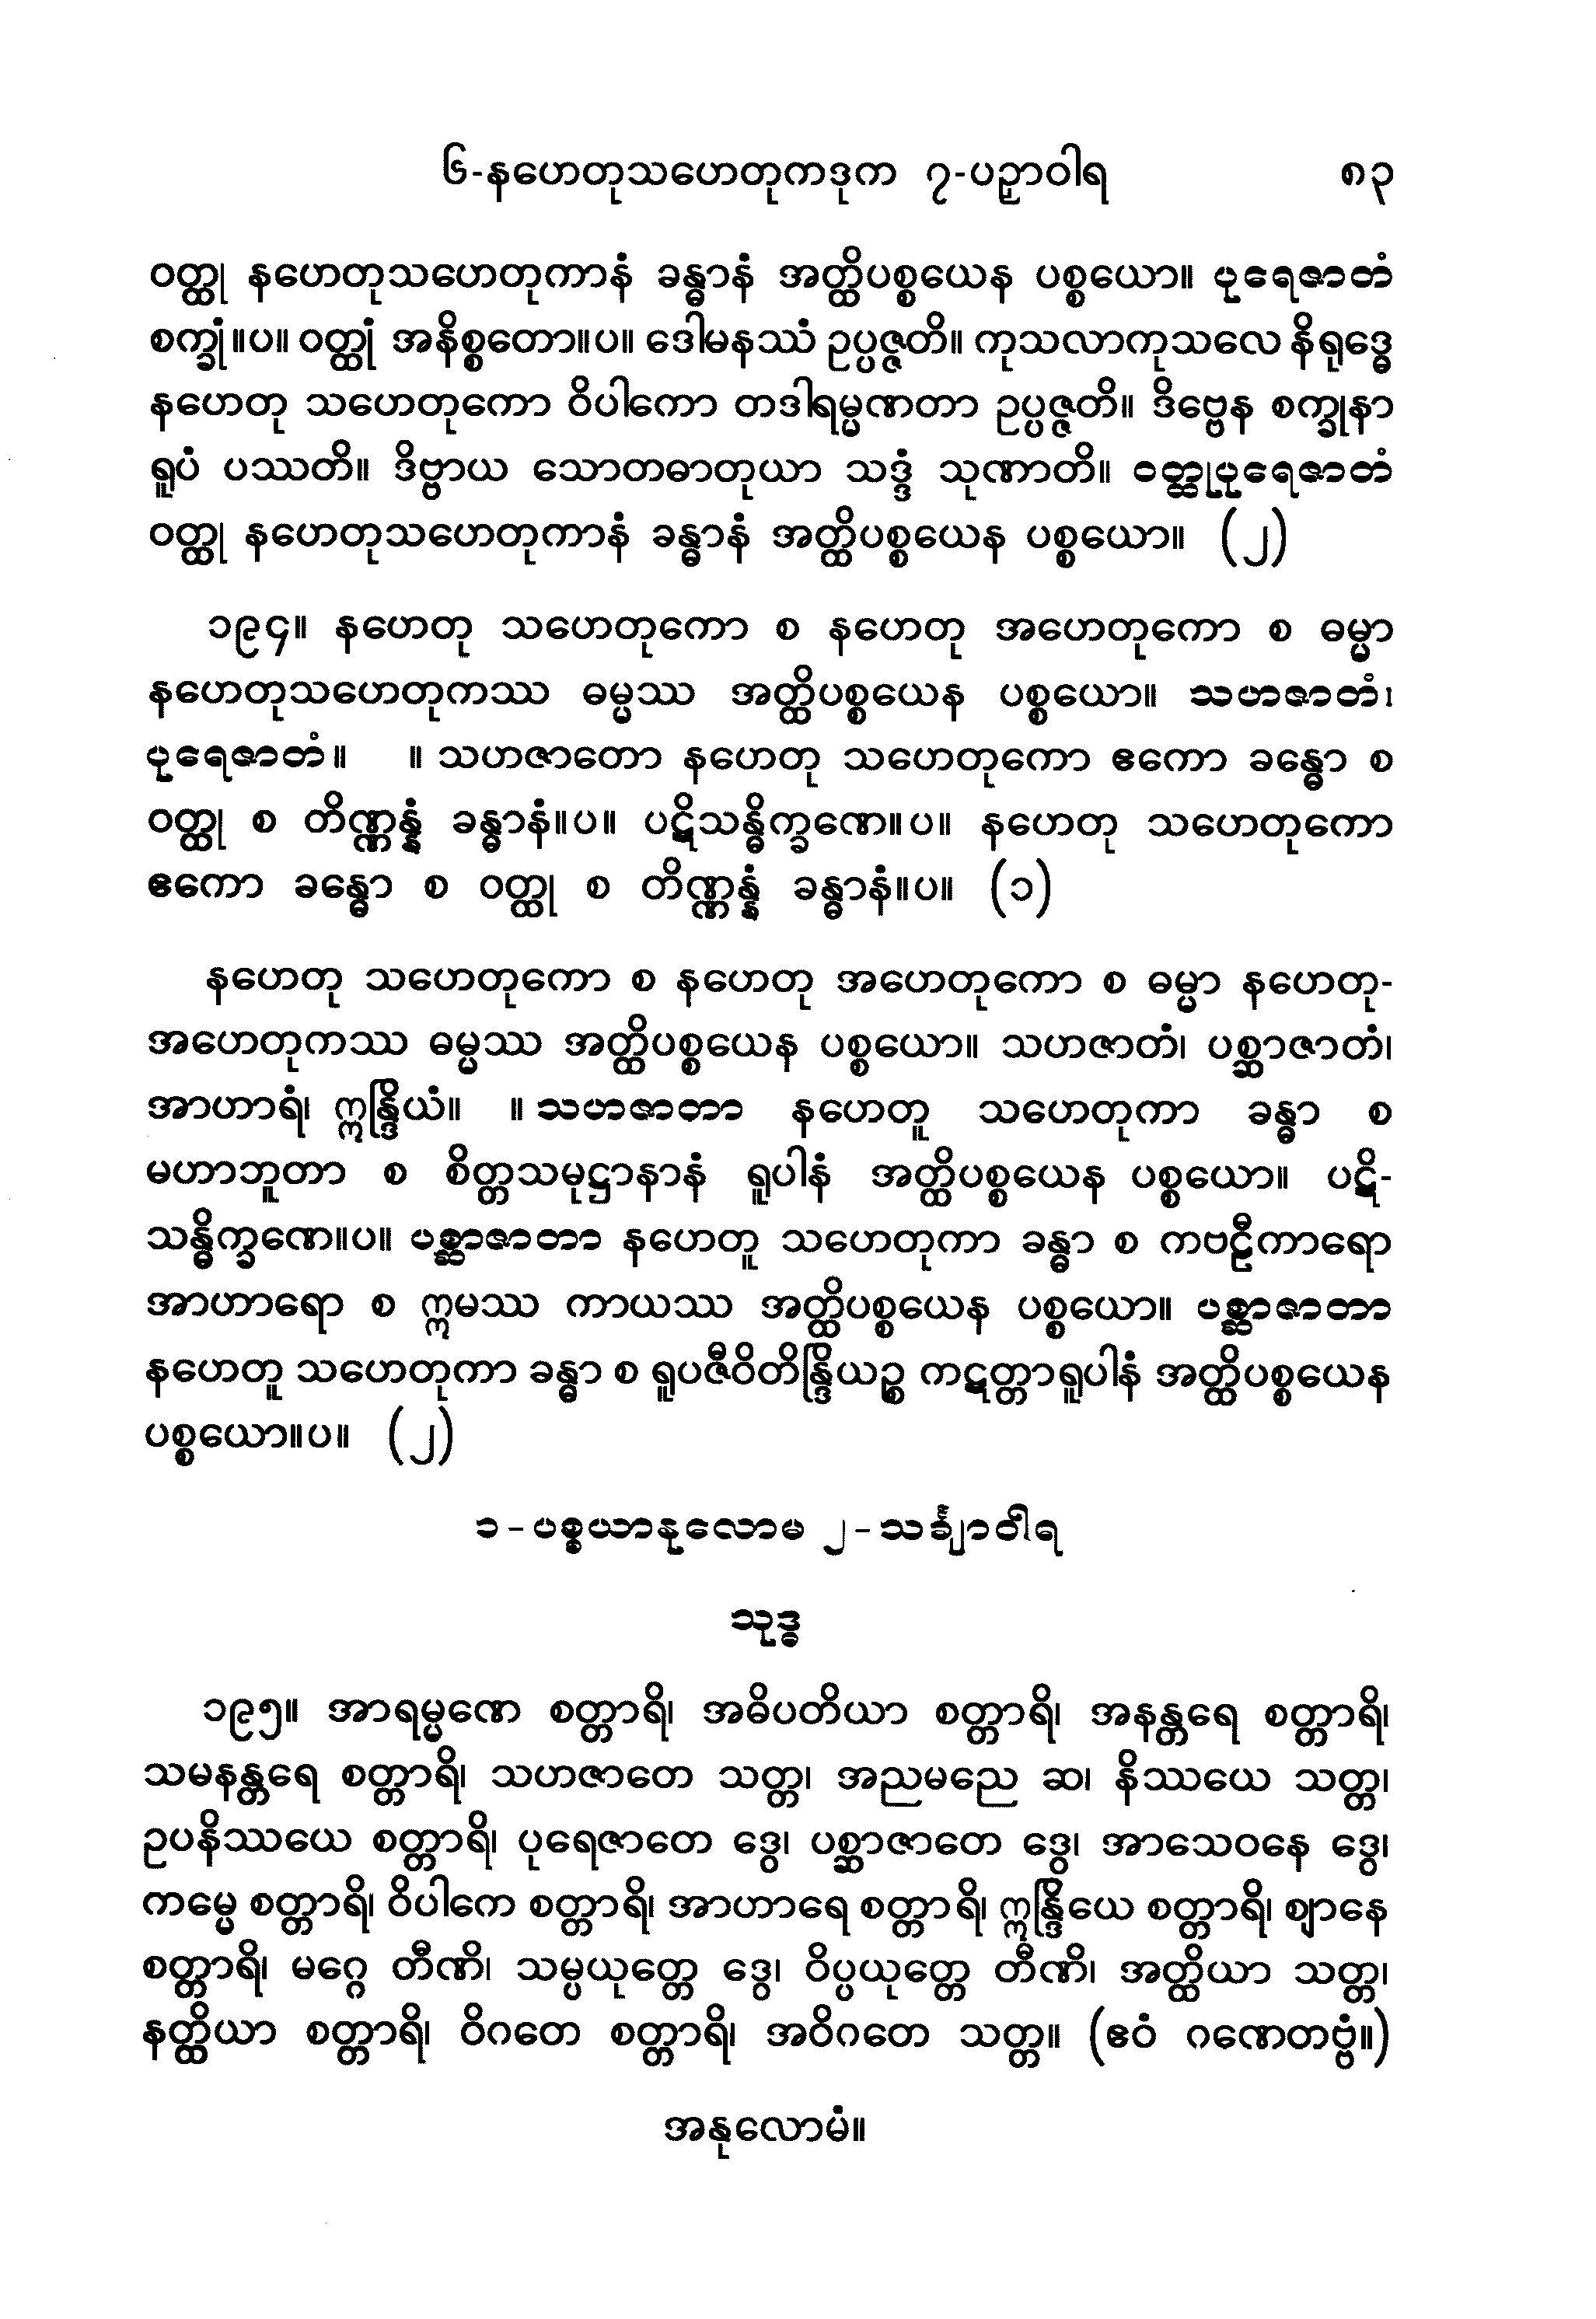 ၆-နဟေတုသဟေတုကဒုက ၇-ပဉှာဝါရ ၈၃
ဝတ္ထု နဟေတုသဟေတုကာနံ ခန္ဓာနံ အတ္ထိပစ္စယေန ပစ္စယော။ ပုရေဇာတံ
စက္ခုံ။ပ။ ဝတ္ထုံ အနိစ္စတော။ပ။ ဒေါမနဿံ ဥပ္ပဇ္ဇတိ။ ကုသလာကုသလေ နိရုဒ္ဓေ
နဟေတု သဟေတုကော ဝိပါကော တဒါရမ္မဏတာ ဥပ္ပဇ္ဇတိ။ ဒိဗ္ဗေန စက္ခုနာ
ရူပံ ပဿတိ။ ဒိဗ္ဗာယ သောတဓာတုယာ သဒ္ဒံ သုဏာတိ။ ဝတ္ထုပုရေဇာတံ
ဝတ္ထု နဟေတုသဟေတုကာနံ ခန္ဓာနံ အတ္ထိပစ္စယေန ပစ္စယော။ (၂)
၁၉၄။ နဟေတု သဟေတုကော စ နဟေတု အဟေတုကော စ ဓမ္မာ
နဟေတုသဟေတုကဿ ဓမ္မဿ အတ္ထိပစ္စယေန ပစ္စယော။ သဟဇာတံ၊
ပုရေဇာတံ။ ။ သဟဇာတော နဟေတု သဟေတုကော ဧကော ခန္ဓော စ
ဝတ္ထု စ တိဏ္ဏန္နံ ခန္ဓာနံ။ပ။ ပဋိသန္ဓိက္ခဏေ။ပ။ နဟေတု သဟေတုကော
ဧကော ခန္ဓော စ ဝတ္ထု စ တိဏ္ဏန္နံ ခန္ဓာနံ။ပ။ (၁)
နဟေတု သဟေတုကော စ နဟေတု အဟေတုကော စ ဓမ္မာ နဟေတု-
အဟေတုကဿ ဓမ္မဿ အတ္ထိပစ္စယေန ပစ္စယော။ သဟဇာတံ၊ ပစ္ဆာဇာတံ၊
အာဟာရံ၊ ဣန္ဒြိယံ။ ။ သဟဇာတာ နဟေတူ သဟေတုကာ ခန္ဓာ စ
မဟာဘူတာ စ စိတ္တသမုဋ္ဌာနာနံ ရူပါနံ အတ္ထိပစ္စယေန ပစ္စယော။ ပဋိ-
သန္ဓိက္ခဏေ။ပ။ ပစ္ဆာဇာတာ နဟေတူ သဟေတုကာ ခန္ဓာ စ ကဗဠီကာရော
အာဟာရော စ ဣမဿ ကာယဿ အတ္ထိပစ္စယေန ပစ္စယော။ ပစ္ဆာဇာတာ
နဟေတူ သဟေတုကာ ခန္ဓာ စ ရူပဇီဝိတိန္ဒြိယဉ္စ ကဋတ္တာရူပါနံ အတ္ထိပစ္စယေန
ပစ္စယော။ပ။ (၂)
၁-ပစ္စယာနုလောမ ၂-သင်္ချာဝါရ
သုဒ္ဓ
၁၉၅။ အာရမ္မဏေ စတ္တာရိ၊ အဓိပတိယာ စတ္တာရိ၊ အနန္တရေ စတ္တာရိ၊
သမနန္တရေ စတ္တာရိ၊ သဟဇာတေ သတ္တ၊ အညမညေ ဆ၊ နိဿယေ သတ္တ၊
ဥပနိဿယေ စတ္တာရိ၊ ပုရေဇာတေ ဒွေ၊ ပစ္ဆာဇာတေ ဒွေ၊ အာသေဝနေ ဒွေ၊
ကမ္မေ စတ္တာရိ၊ ဝိပါကေ စတ္တာရိ၊ အာဟာရေ စတ္တာရိ၊ ဣန္ဒြိယေ စတ္တာရိ၊ ဈာနေ
စတ္တာရိ၊ မဂ္ဂေ တီဏိ၊ သမ္ပယုတ္တေ ဒွေ၊ ဝိပ္ပယုတ္တေ တီဏိ၊ အတ္ထိယာ သတ္တ၊
နတ္ထိယာ စတ္တာရိ၊ ဝိဂတေ စတ္တာရိ၊ အဝိဂတေ သတ္တ။ (ဧဝံ ဂဏေတဗ္ဗံ။)
အနုလောမံ။